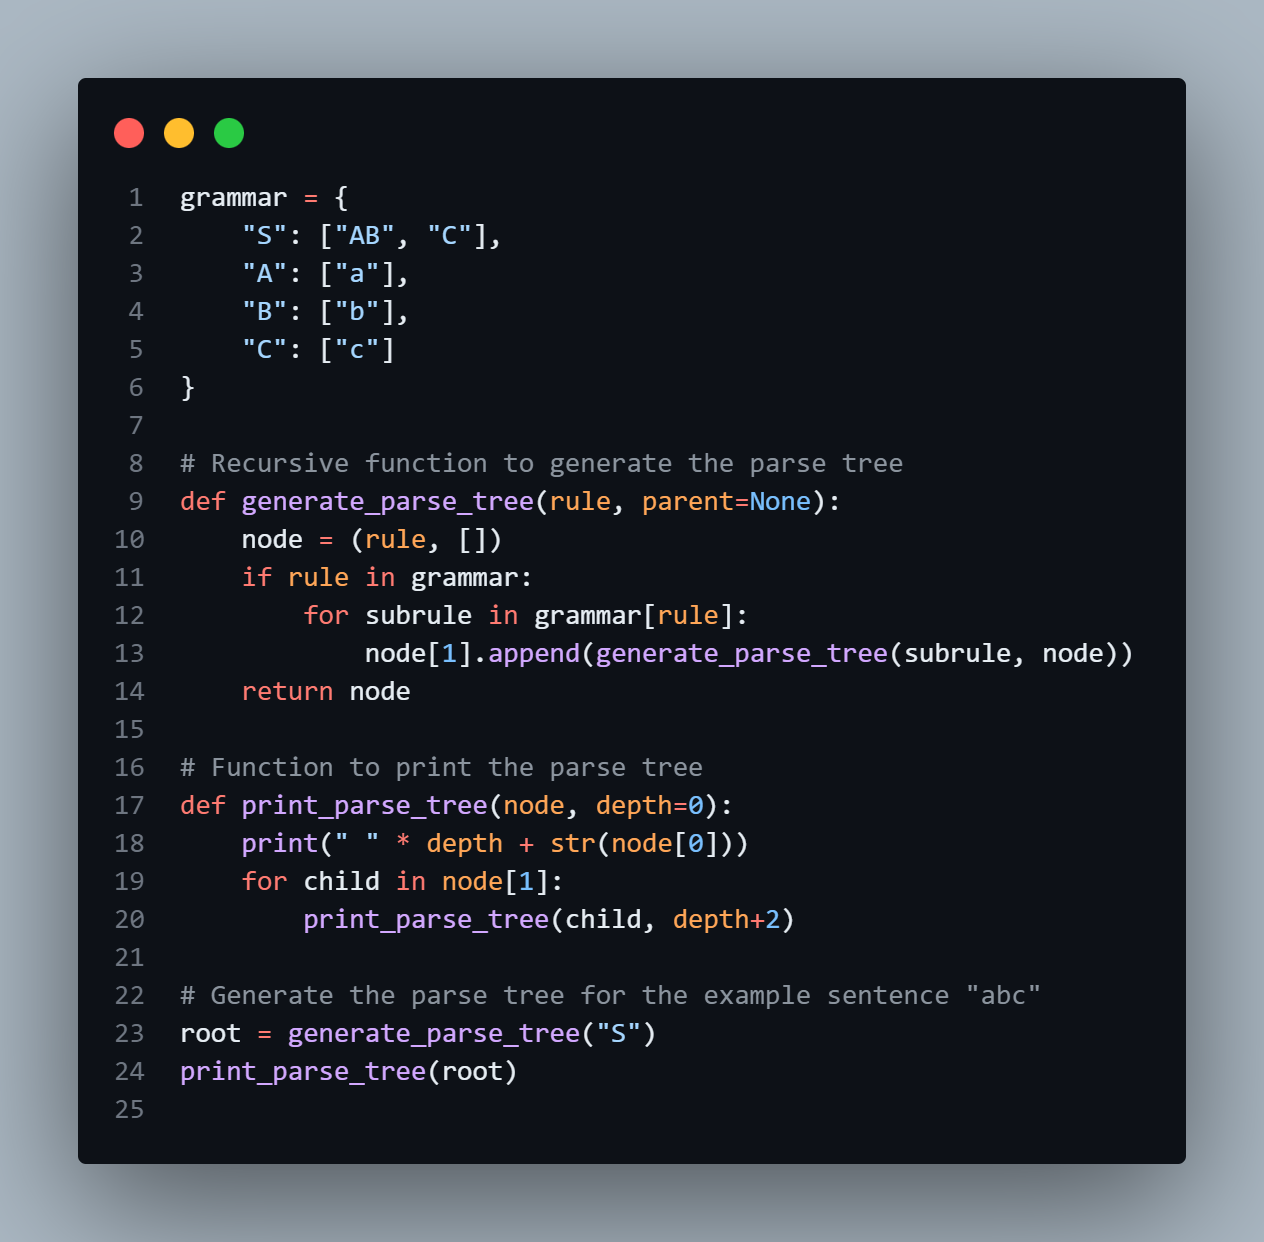 1 grammar = {
2     "S": ["AB", "C"],
3     "A": ["a"],
4     "B": ["b"],
5     "C": ["c"]
6 }
7
8 # Recursive function to generate the parse tree
9 def generate_parse_tree(rule, parent=None):
10     node = (rule, [])
11     if rule in grammar:
12         for subrule in grammar[rule]:
13             node[1].append(generate_parse_tree(subrule, node))
14     return node
15
16 # Function to print the parse tree
17 def print_parse_tree(node, depth=0):
18     print(" " * depth + str(node[0]))
19     for child in node[1]:
20         print_parse_tree(child, depth+2)
21
22 # Generate the parse tree for the example sentence "abc"
23 root = generate_parse_tree("S")
24 print_parse_tree(root)
25